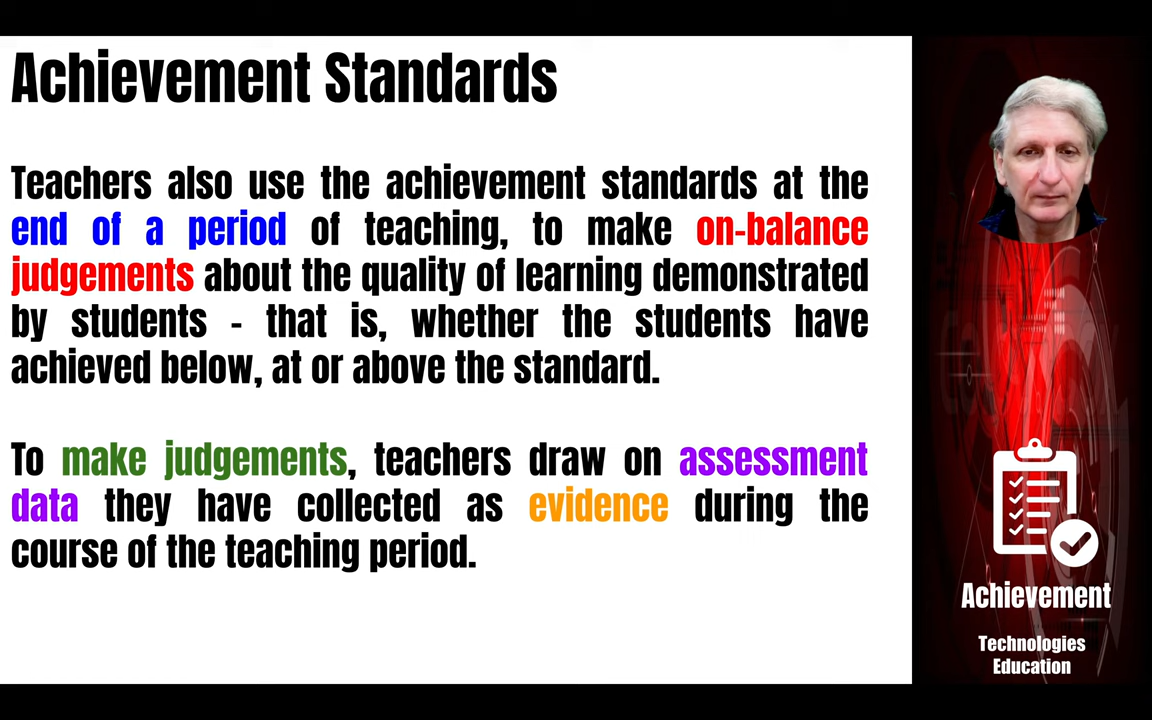 Achievement Standards
Teachers also use the achievement standards at the
end of a period of teaching, to make on-balance
judgements about the quality of learning demonstrated
by students - that is, whether the students have
achieved below, at or above the standard.
To make judgements, teachers draw on assessment
data they have collected as evidence during the
course of the teaching period.
Achievement
Technologies
Education